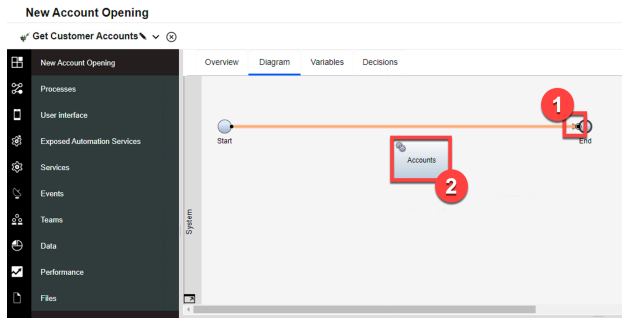 New Account Opening
Get Customer Accounts
New Account Opening
Processes
User interface
Exposed Automation Services
Services
Events
Teams
Data
Performance
Files
Overview Diagram Variables Decisions
System
Start
1
End
Accounts
2